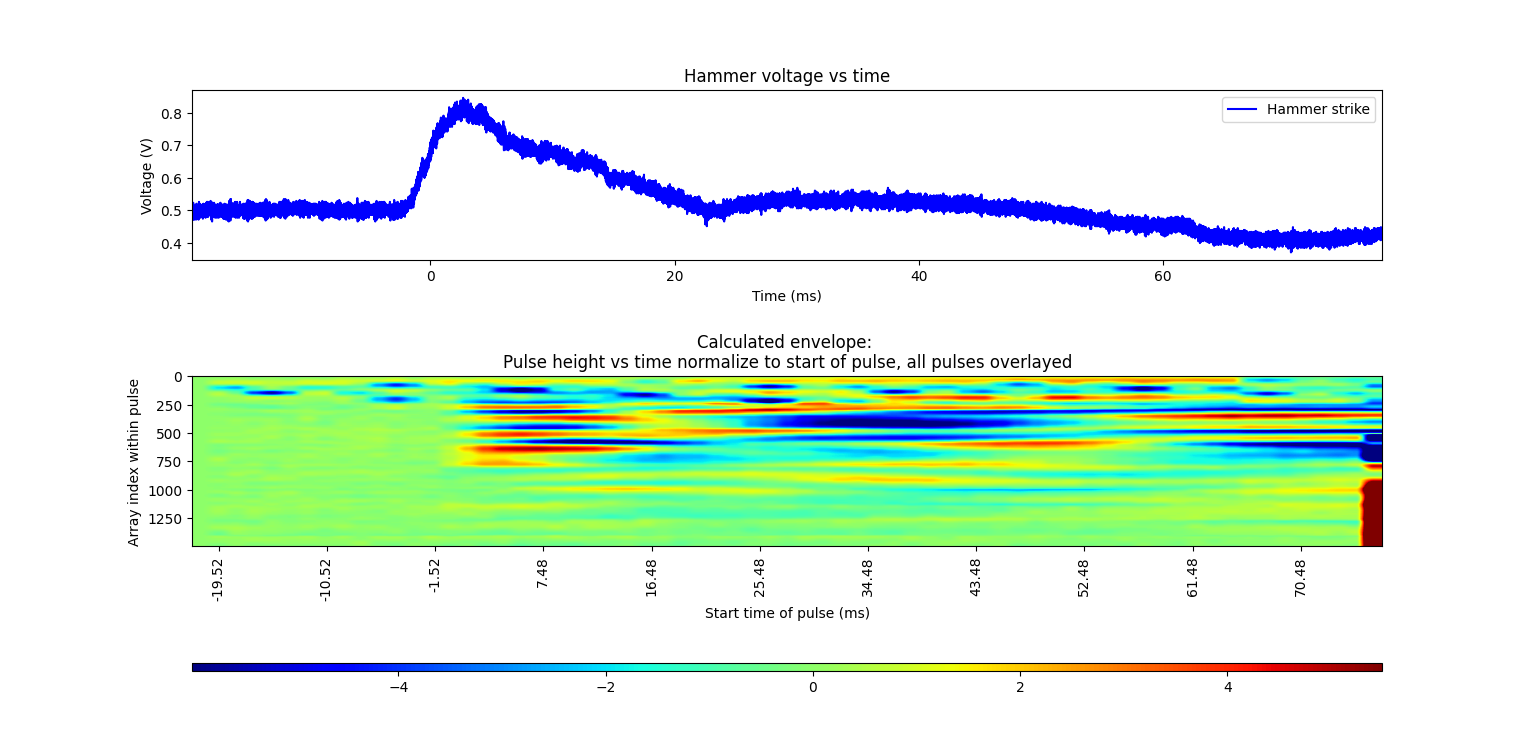 Hammer voltage vs time
Voltage (V)
0.8
0.7
0.6
0.5
0.4
Hammer strike
0 20 40 60
Time (ms)
Calculated envelope:
Pulse height vs time normalize to start of pulse, all pulses overlayed
Array index within pulse
0
250
500
750
1000
1250
-19.52 -10.52 -1.52 7.48 16.48 25.48 34.48 43.48 52.48 61.48 70.48
Start time of pulse (ms)
−4 −2 0 2 4